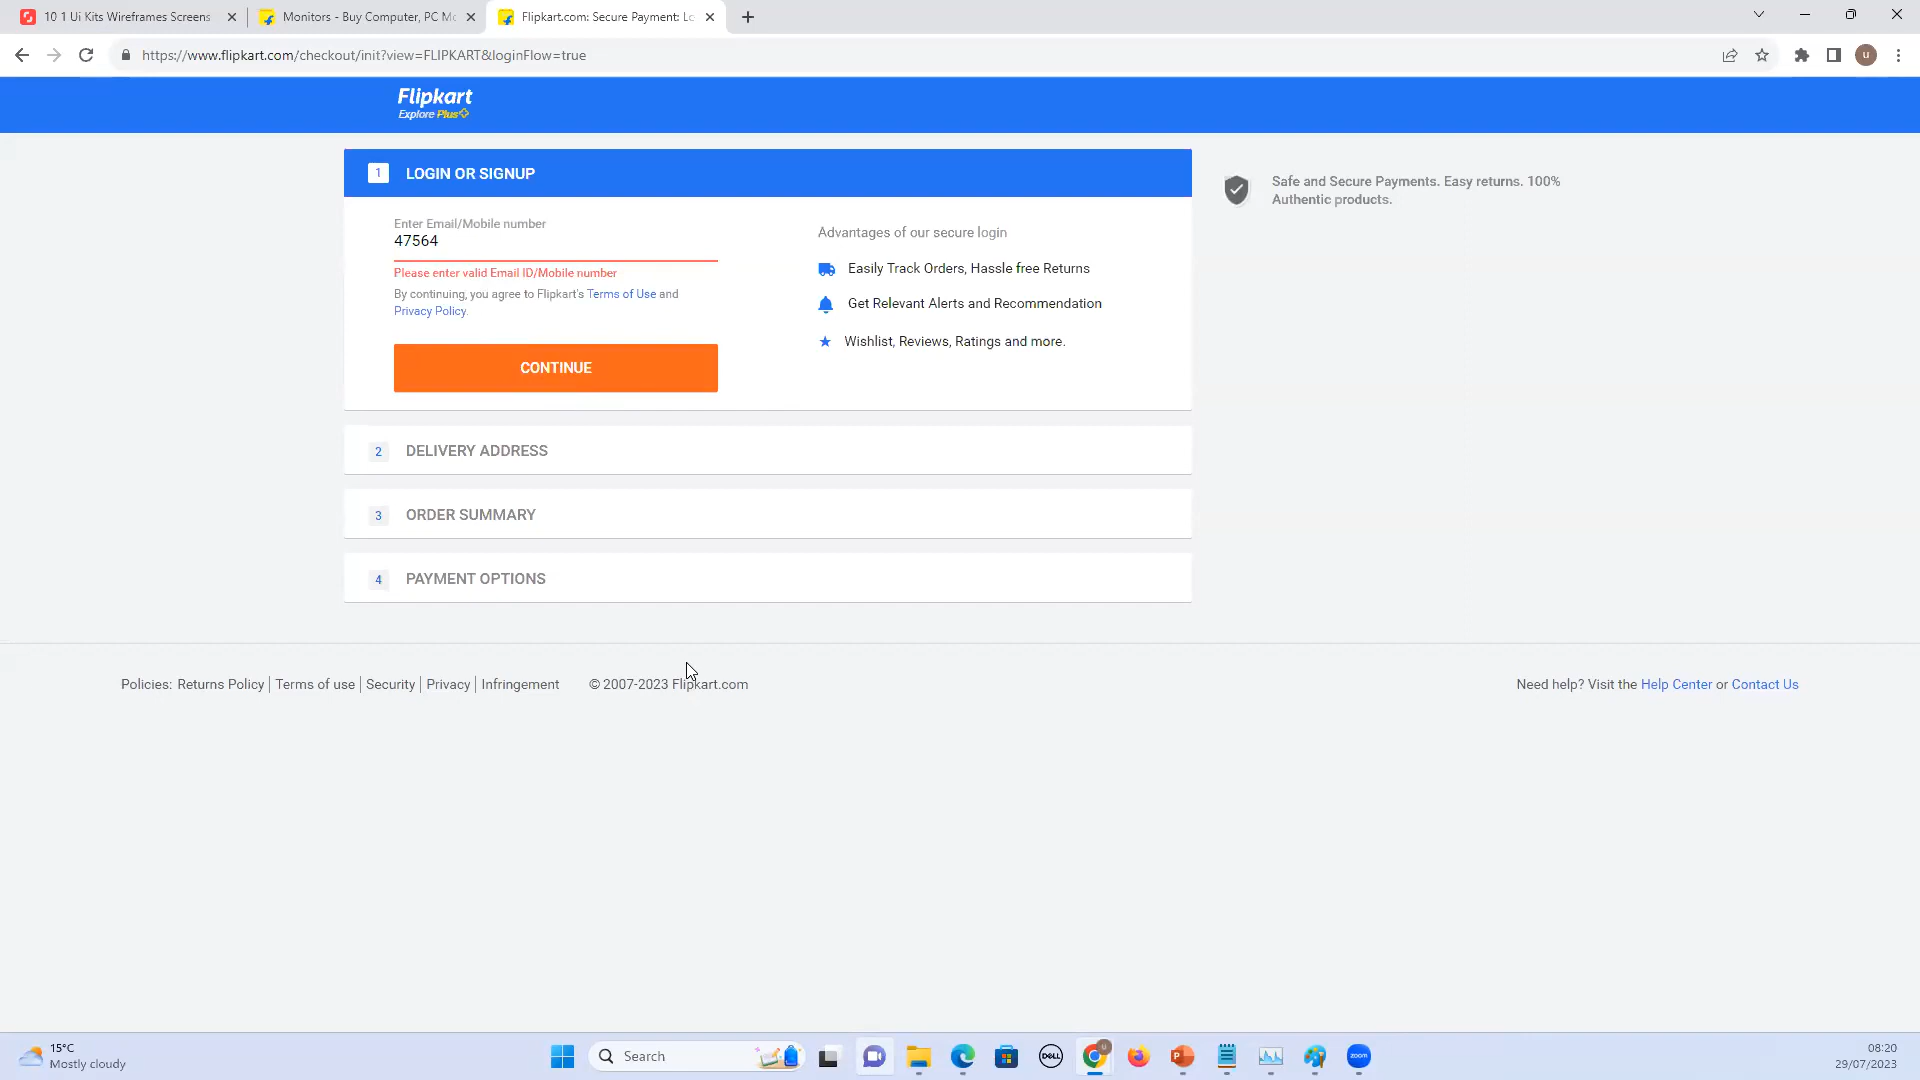 10 1 Ui Kits Wireframes Screens
Monitors - Buy Computer, PC Mo
Flipkart.com: Secure Payment: Lo
https://www.flipkart.com/checkout/init?view=FLIPKART&loginFlow=true
u
Flipkart
Explore Plus
1 LOGIN OR SIGNUP
Enter Email/Mobile number
47564
Please enter valid Email ID/Mobile number
By continuing, you agree to Flipkart's Terms of Use and
Privacy Policy.
CONTINUE
Advantages of our secure login
Easily Track Orders, Hassle free Returns
Get Relevant Alerts and Recommendation
Wishlist, Reviews, Ratings and more.
Safe and Secure Payments. Easy returns. 100%
Authentic products.
2 DELIVERY ADDRESS
3 ORDER SUMMARY
4 PAYMENT OPTIONS
Policies: Returns Policy | Terms of use | Security | Privacy | Infringement © 2007-2023 Flipkart.com
Need help? Visit the Help Center or Contact Us
15°C
Mostly cloudy
Search
DELL
u
P
zoom
08:20
29/07/2023